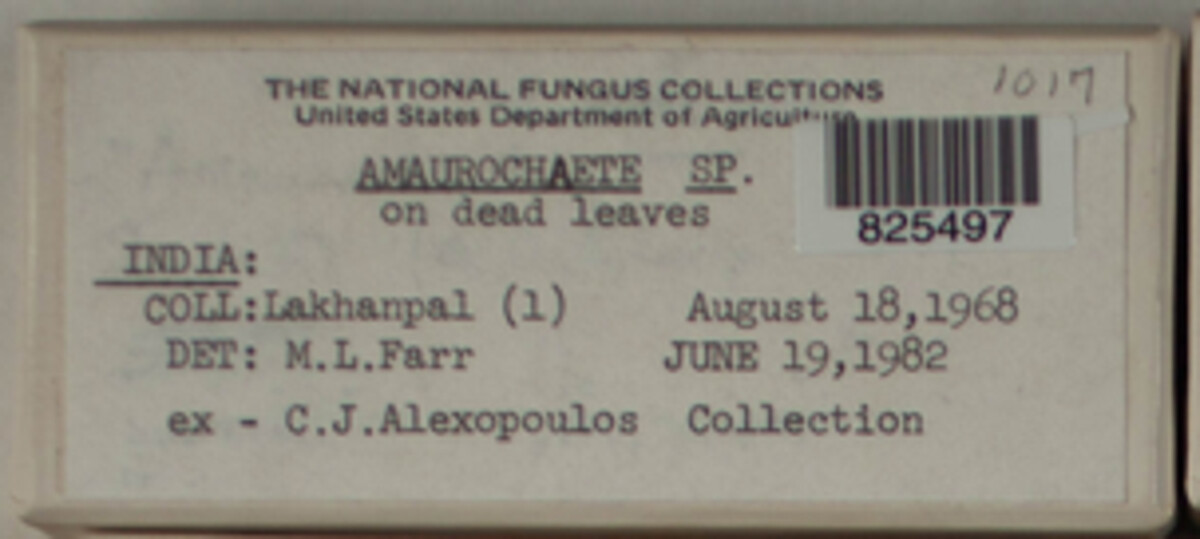 THE NATIONAL FUNGUS COLLECTIONS
1017
United States Department of Agriculture
AMAUROCHAETE SP.
on dead leaves
825497
INDIA:
COLL:Lakhanpal (1) August 18,1968
DET: M.L.Farr JUNE 19,1982
ex - C.J.Alexopoulos Collection